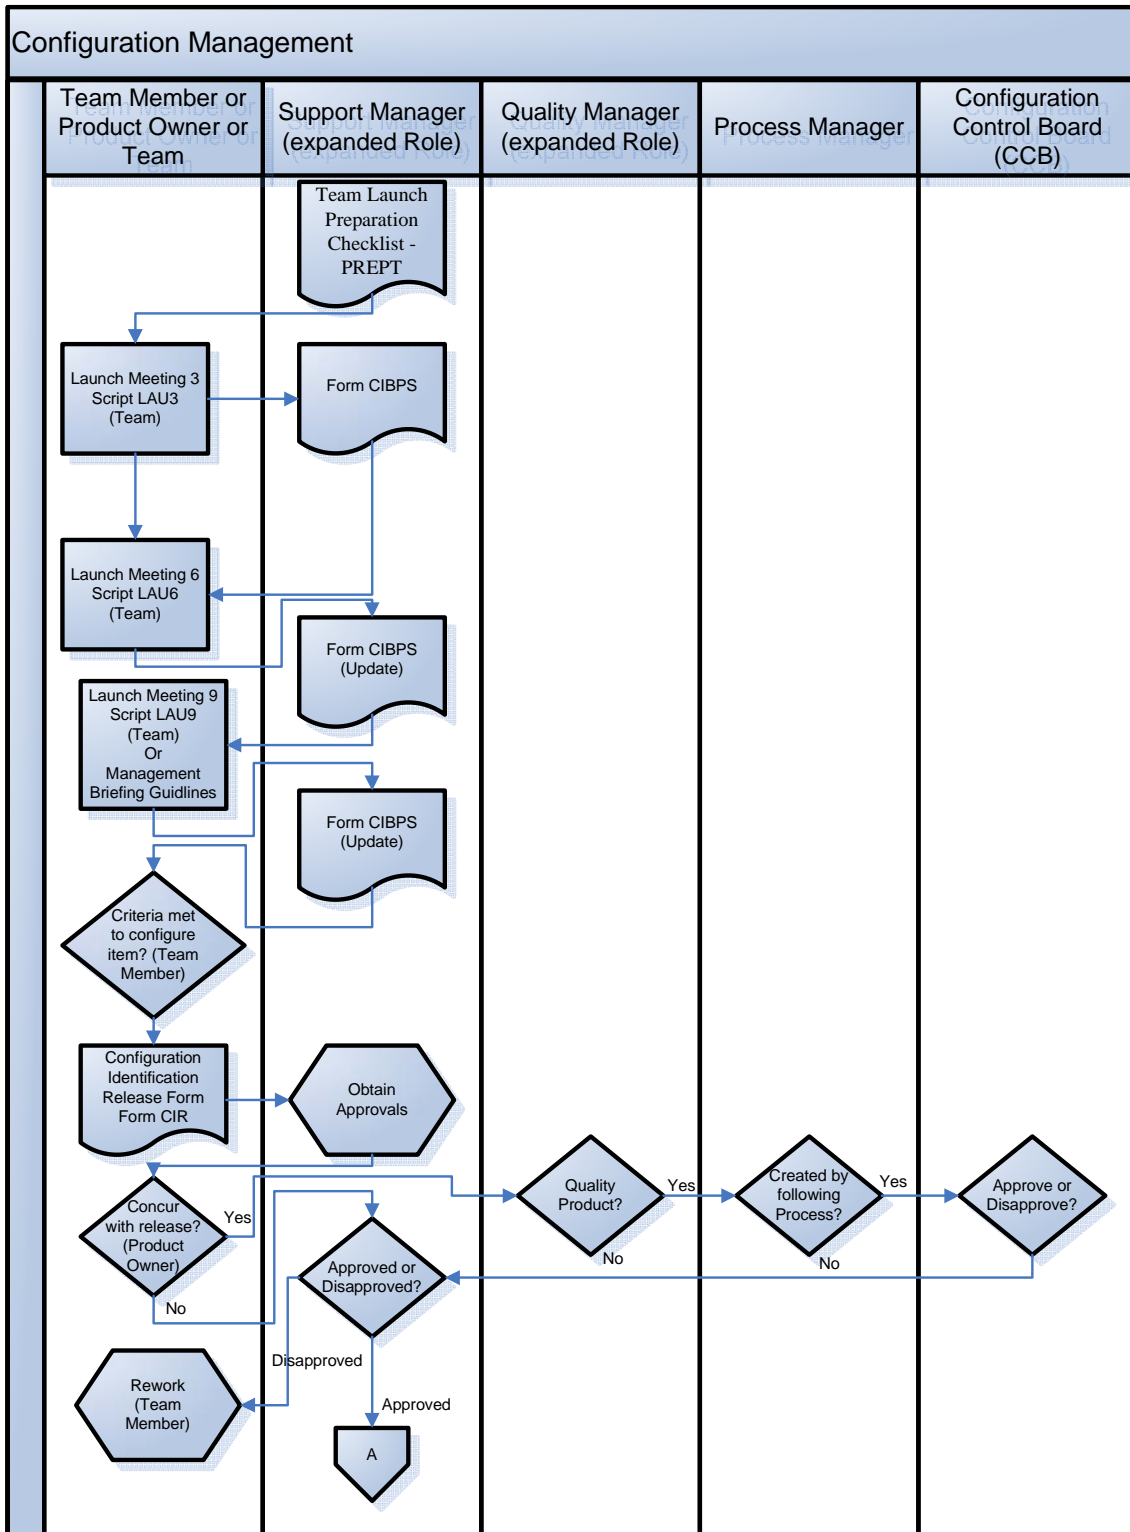 Configuration Management
Team Member or
Product Owner or
Team
Support Manager
(expanded Role)
Quality Manager
(expanded Role)
Process Manager
Configuration
Control Board
(CCB)
Team Launch
Preparation
Checklist -
PREPT
Launch Meeting 3
Script LAU3
(Team)
Form CIBPS
Launch Meeting 6
Script LAU6
(Team)
Form CIBPS
(Update)
Launch Meeting 9
Script LAU9
(Team)
Or
Management
Briefing Guidlines
Form CIBPS
(Update)
Criteria met
to configure
item? (Team
Member)
Configuration
Identification
Release Form
Form CIR
Obtain
Approvals
Concur
with release?
(Product
Owner)
Yes
No
Quality
Product?
Yes
No
Created by
following
Process?
Yes
No
Approve or
Disapprove?
Approved or
Disapproved?
Disapproved
Approved
Rework
(Team
Member)
A